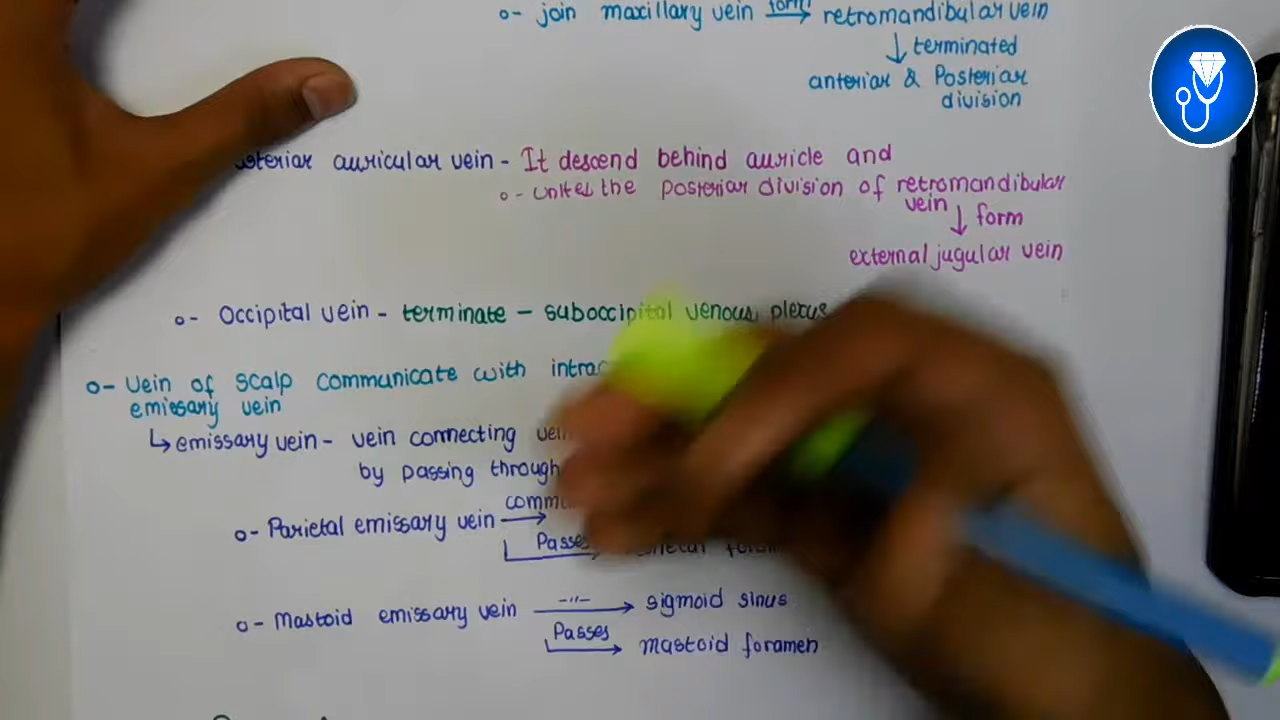 o- join maxillary vein form→ retromandibular vein
↓ terminated
anterior & Posterior
division
auricular vein - It descend behind auricle and
o- unites the posterior division of retromandibular
vein ↓ form
external jugular vein
o- Occipital vein - terminate - suboccipital venous plexus
o- Vein of scalp communicate with
emissary vein
↳ emissary vein - vein connecting
by passing through
o- Parietal emissary vein →
Passes
o- Mastoid emissary vein -"-→ sigmoid sinus
Passes→ mastoid foramen